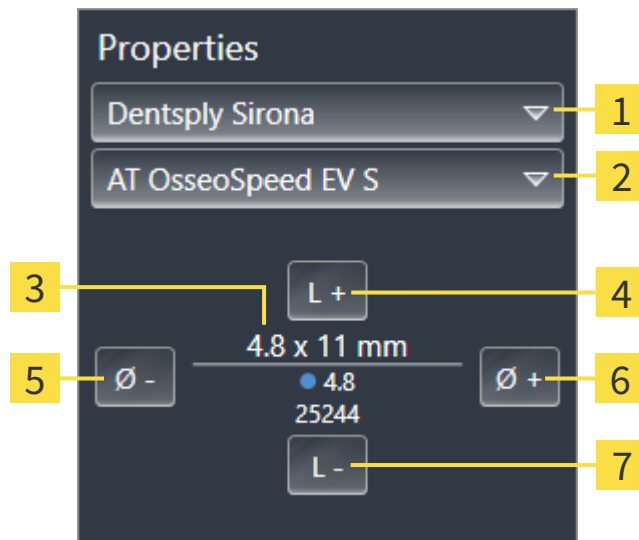 Properties
Dentsply Sirona
1
AT OsseoSpeed EV S
2
3
L +
4
4.8 x 11 mm
5
Ø -
4.8
Ø +
6
25244
L -
7